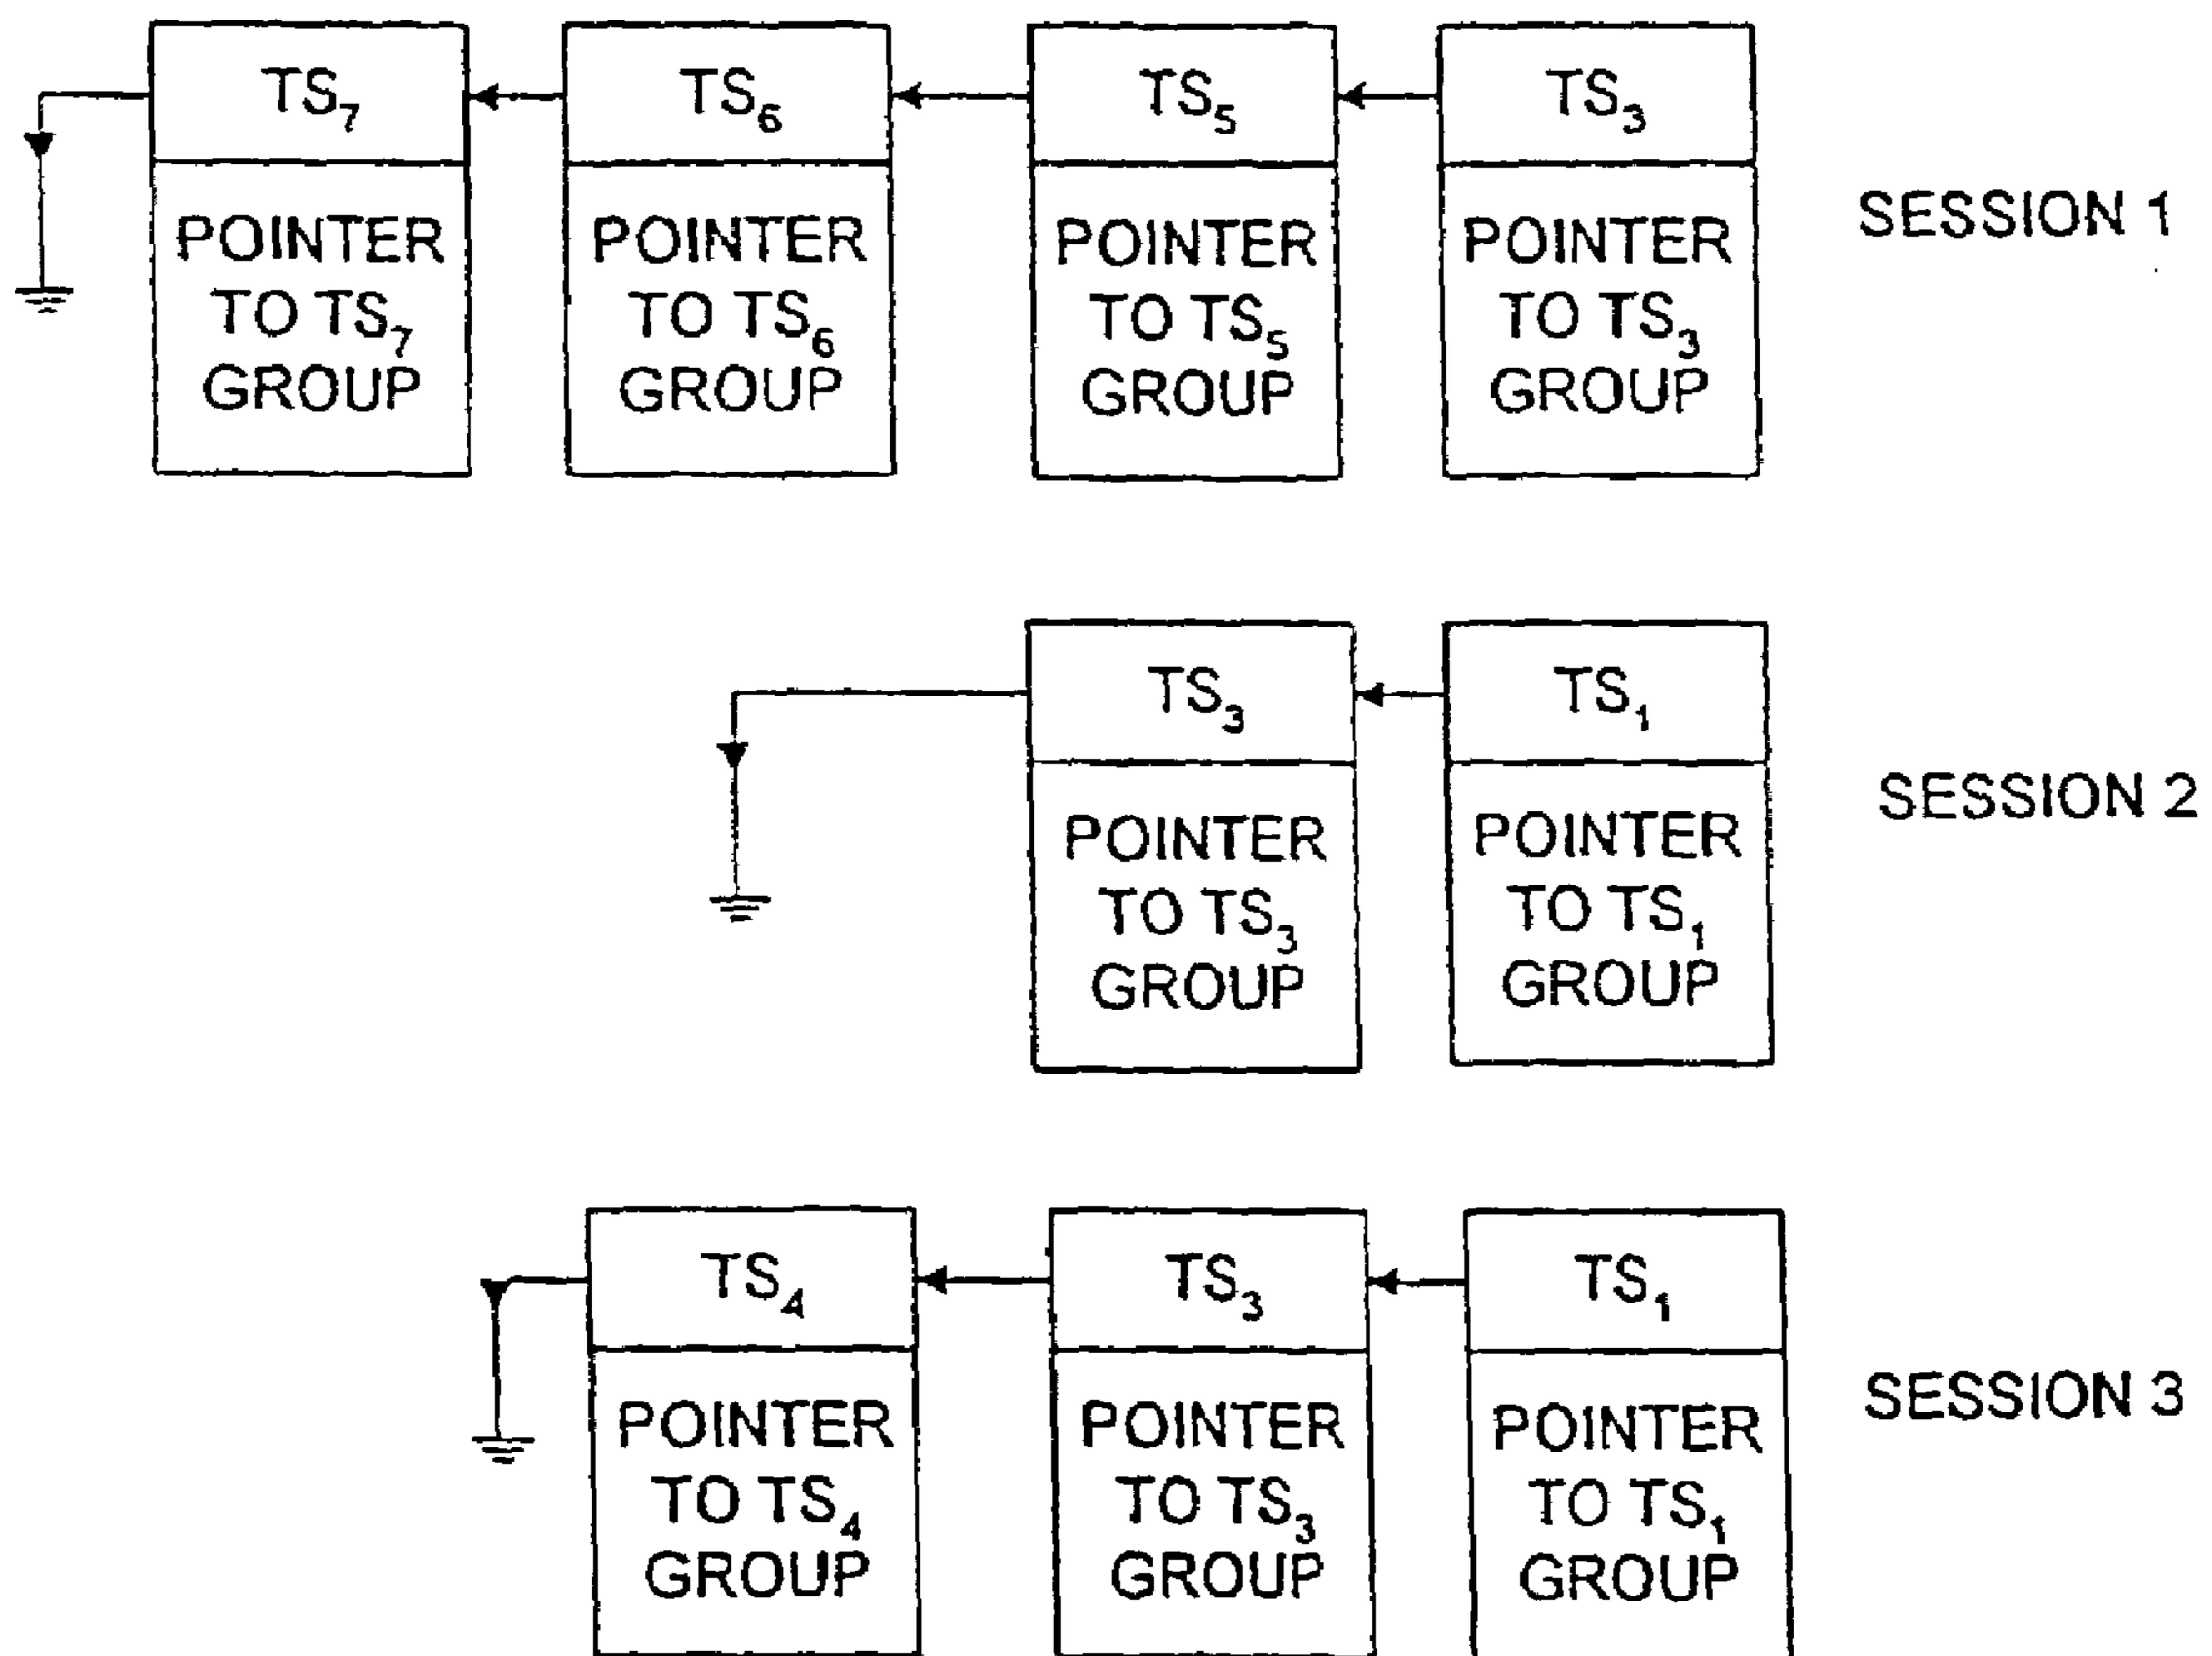 TS₇
TS₆
TS₅
TS₃
POINTER
TO TS₇
GROUP
POINTER
TO TS₆
GROUP
POINTER
TO TS₅
GROUP
POINTER
TO TS₃
GROUP
SESSION 1
TS₃
TS₁
POINTER
TO TS₃
GROUP
POINTER
TO TS₁
GROUP
SESSION 2
TS₄
TS₃
TS₁
POINTER
TO TS₄
GROUP
POINTER
TO TS₃
GROUP
POINTER
TO TS₁
GROUP
SESSION 3